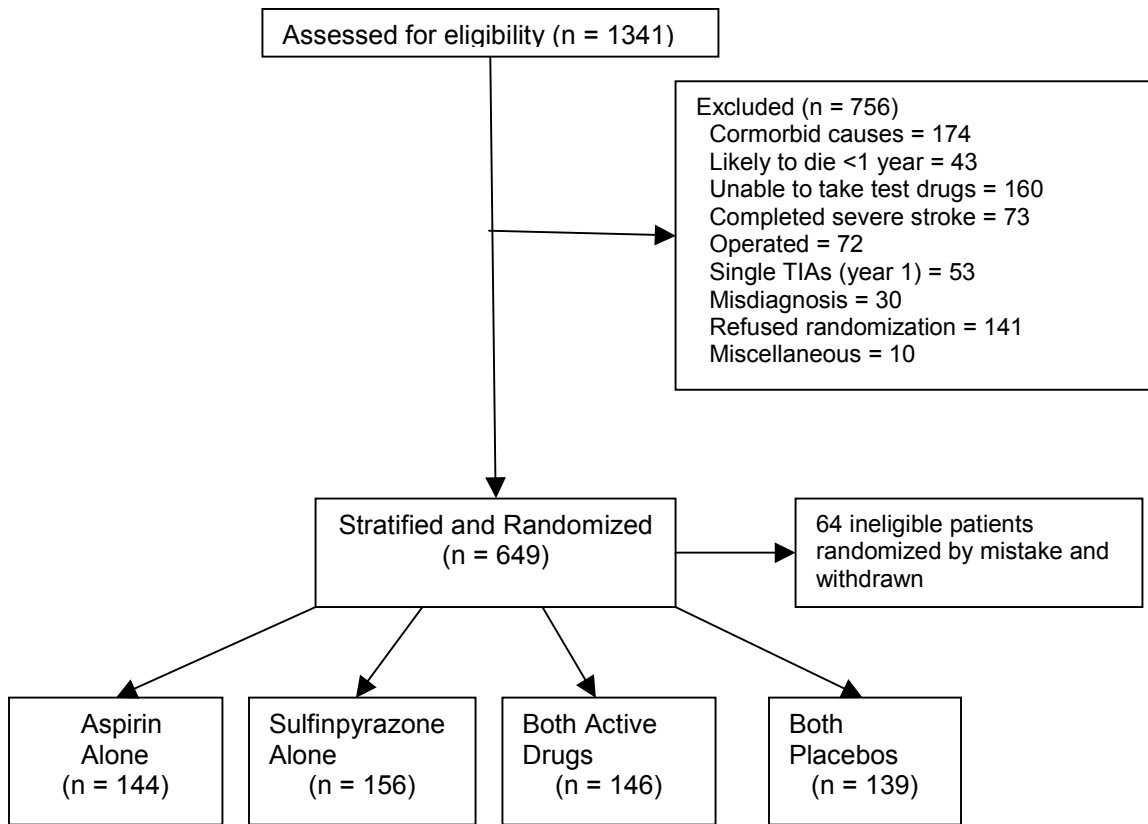 Assessed for eligibility (n = 1341)
Excluded (n = 756)
Cormorbid causes = 174
Likely to die <1 year = 43
Unable to take test drugs = 160
Completed severe stroke = 73
Operated = 72
Single TIAs (year 1) = 53
Misdiagnosis = 30
Refused randomization = 141
Miscellaneous = 10
Stratified and Randomized
(n = 649)
64 ineligible patients
randomized by mistake and
withdrawn
Aspirin
Alone
(n = 144)
Sulfinpyrazone
Alone
(n = 156)
Both Active
Drugs
(n = 146)
Both
Placebos
(n = 139)